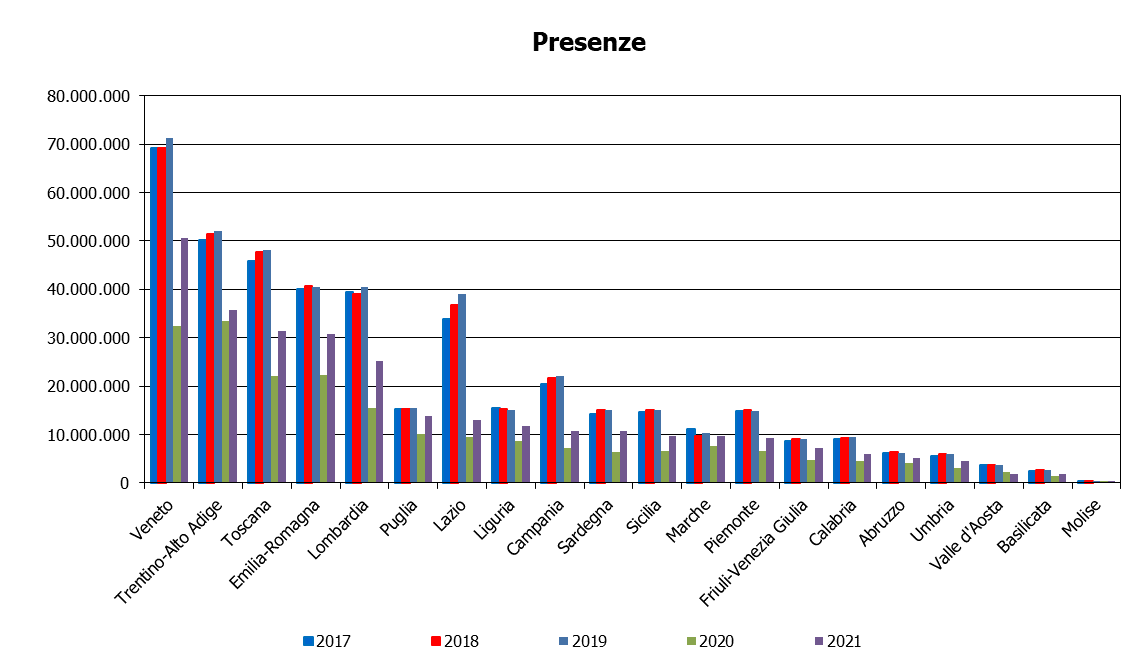 Presenze
80.000.000
70.000.000
60.000.000
50.000.000
40.000.000
30.000.000
20.000.000
10.000.000
0
Veneto
Trentino-Alto Adige
Toscana
Emilia-Romagna
Lombardia
Puglia
Lazio
Liguria
Campania
Sardegna
Sicilia
Marche
Piemonte
Friuli-Venezia Giulia
Calabria
Abruzzo
Umbria
Valle d'Aosta
Basilicata
Molise
2017 2018 2019 2020 2021